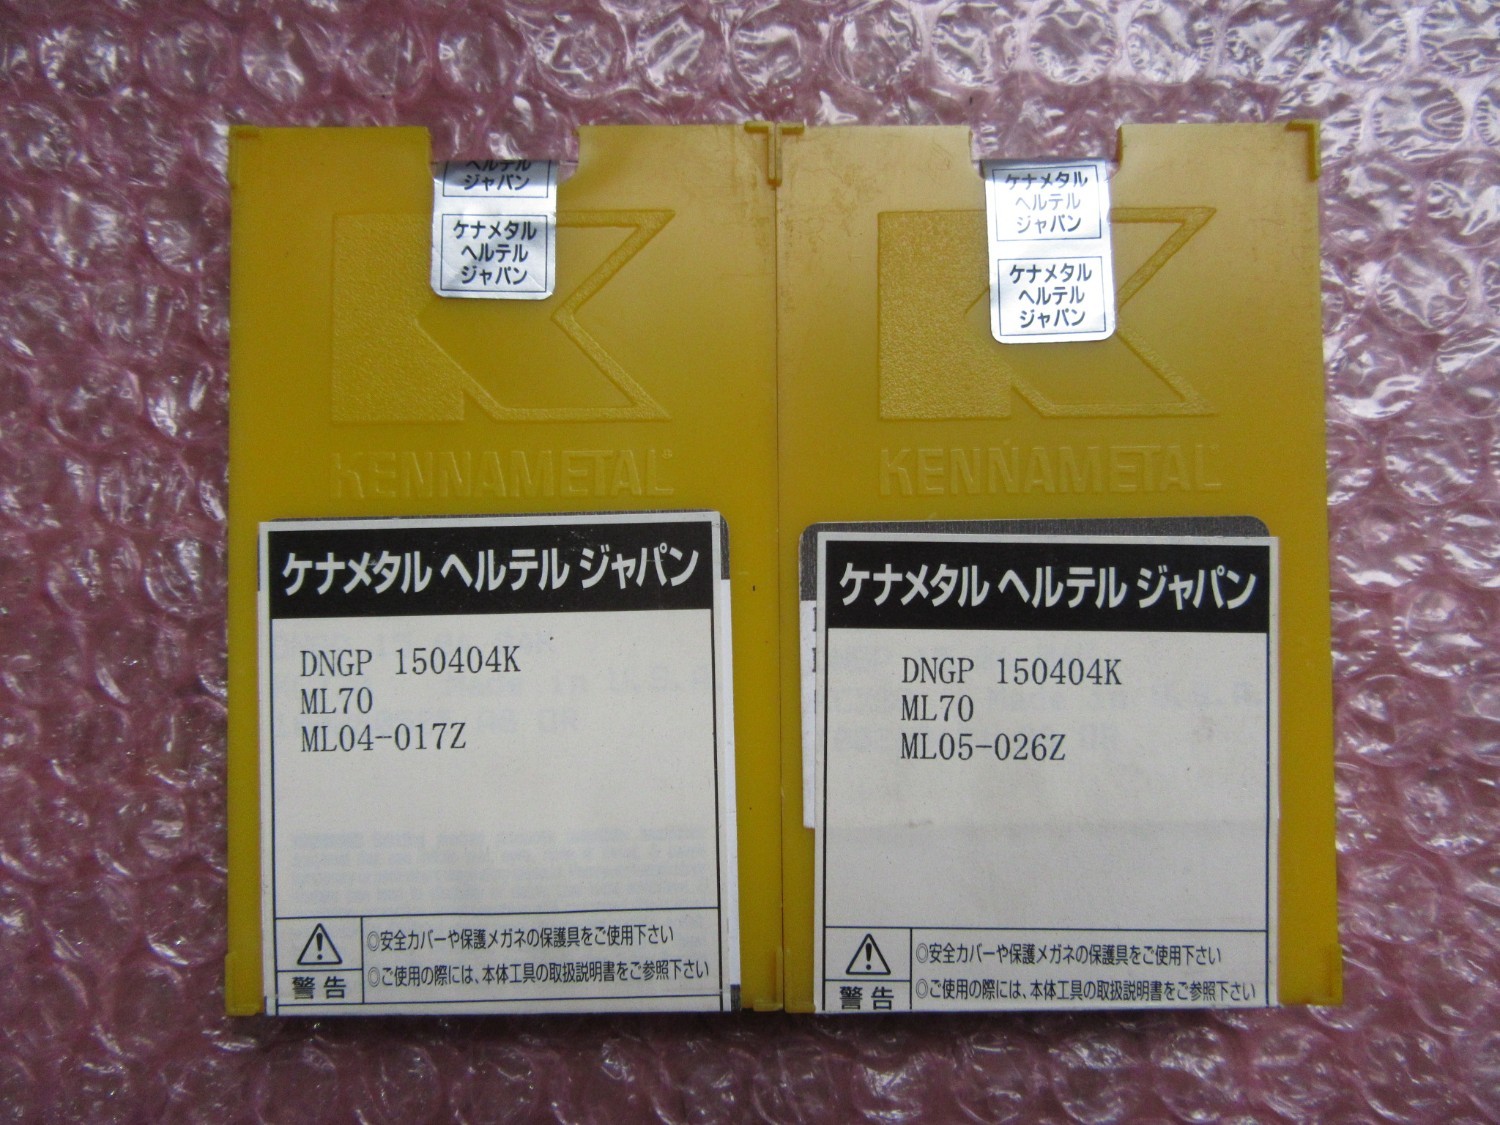 ヘルテル
ジャパン
ケナメタル
ヘルテル
ジャパン
KENNAMETAL
ケナメタル ヘルテル ジャパン
DNGP 150404K
ML70
ML04-017Z
警告
◎安全カバーや保護メガネの保護具をご使用下さい
◎ご使用の際には、本体工具の取扱説明書をご参照下さい
ケナメタル
ヘルテル
ジャパン
ケナメタル
ヘルテル
ジャパン
KENNAMETAL
ケナメタル ヘルテル ジャパン
DNGP 150404K
ML70
ML05-026Z
警告
◎安全カバーや保護メガネの保護具をご使用下さい
◎ご使用の際には、本体工具の取扱説明書をご参照下さい